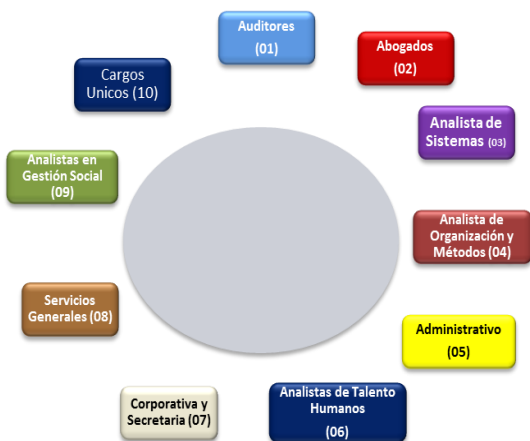 Auditores
(01)
Abogados
(02)
Analista de
Sistemas (03)
Analista de
Organización y
Métodos (04)
Administrativo
(05)
Analistas de Talento
Humanos
(06)
Corporativa y
Secretaria (07)
Servicios
Generales (08)
Analistas en
Gestión Social
(09)
Cargos
Unicos (10)